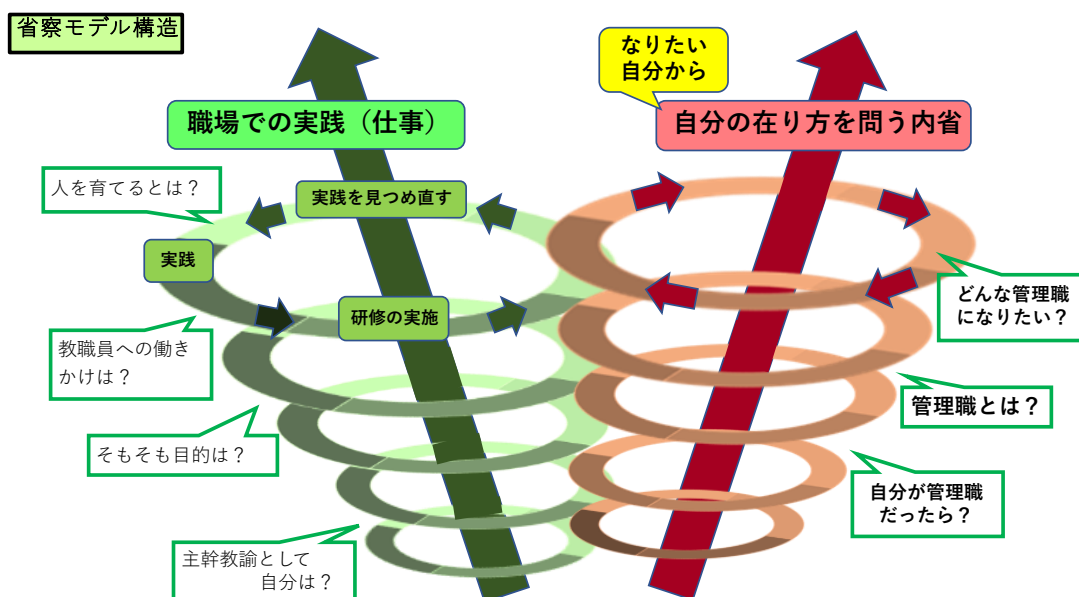 省察モデル構造
なりたい
自分から
職場での実践（仕事）
自分の在り方を問う内省
人を育てるとは？
実践を見つめ直す
実践
研修の実施
どんな管理職
になりたい？
教職員への働き
かけは？
管理職とは？
そもそも目的は？
自分が管理職
だったら？
主幹教諭として
自分は？